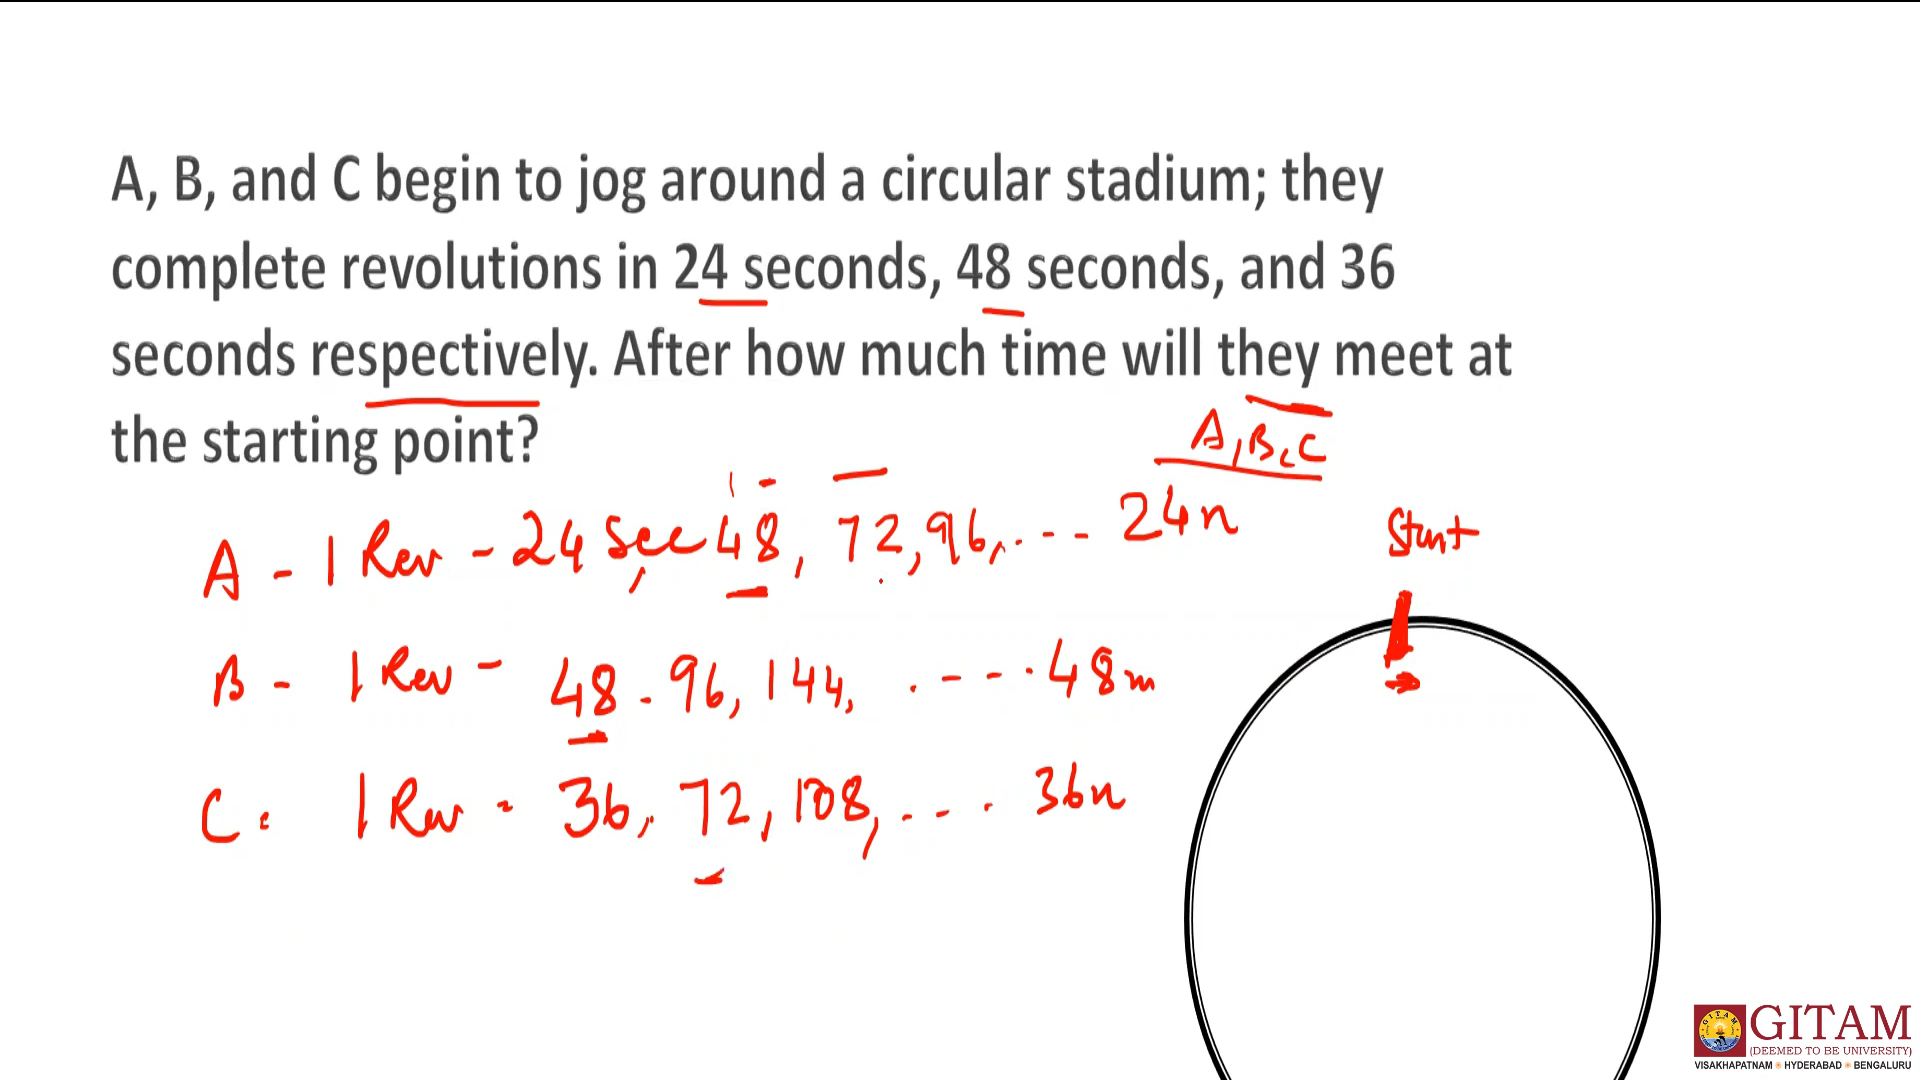 A, B, and C begin to jog around a circular stadium; they
complete revolutions in 24 seconds, 48 seconds, and 36
seconds respectively. After how much time will they meet at
the starting point?
A, B, C
A - 1 Rev - 24 Sec, 48, 72, 96, .... 24n
Start
B - 1 Rev - 48 - 96, 144, .---.48m
C. 1 Rev - 36, 72, 108, .--. 36n
GITAM
(DEEMED TO BE UNIVERSITY)
VISAKHAPATNAM * HYDERABAD * BENGALURU